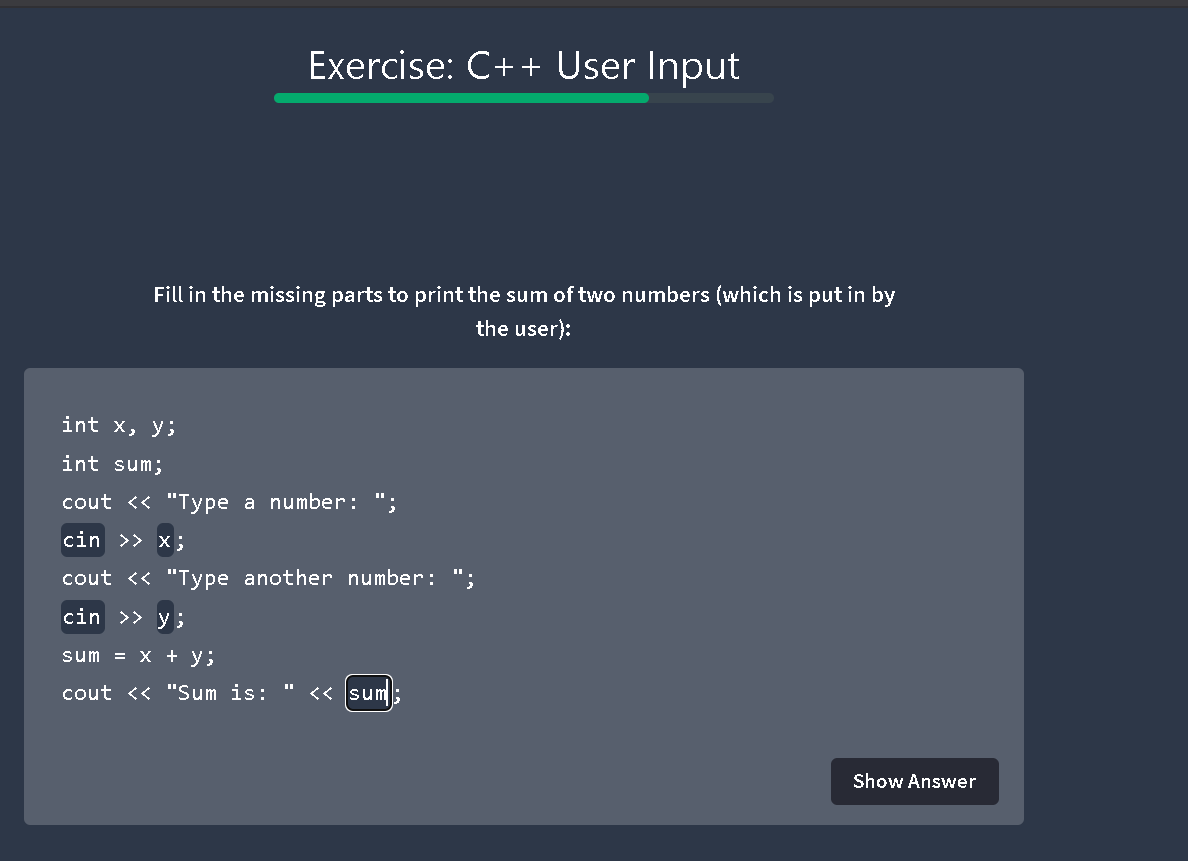 Exercise: C++ User Input
Fill in the missing parts to print the sum of two numbers (which is put in by
the user):
int x, y;
int sum;
cout << "Type a number: ";
cin >> x;
cout << "Type another number: ";
cin >> y;
sum = x + y;
cout << "Sum is: " << sum;
Show Answer